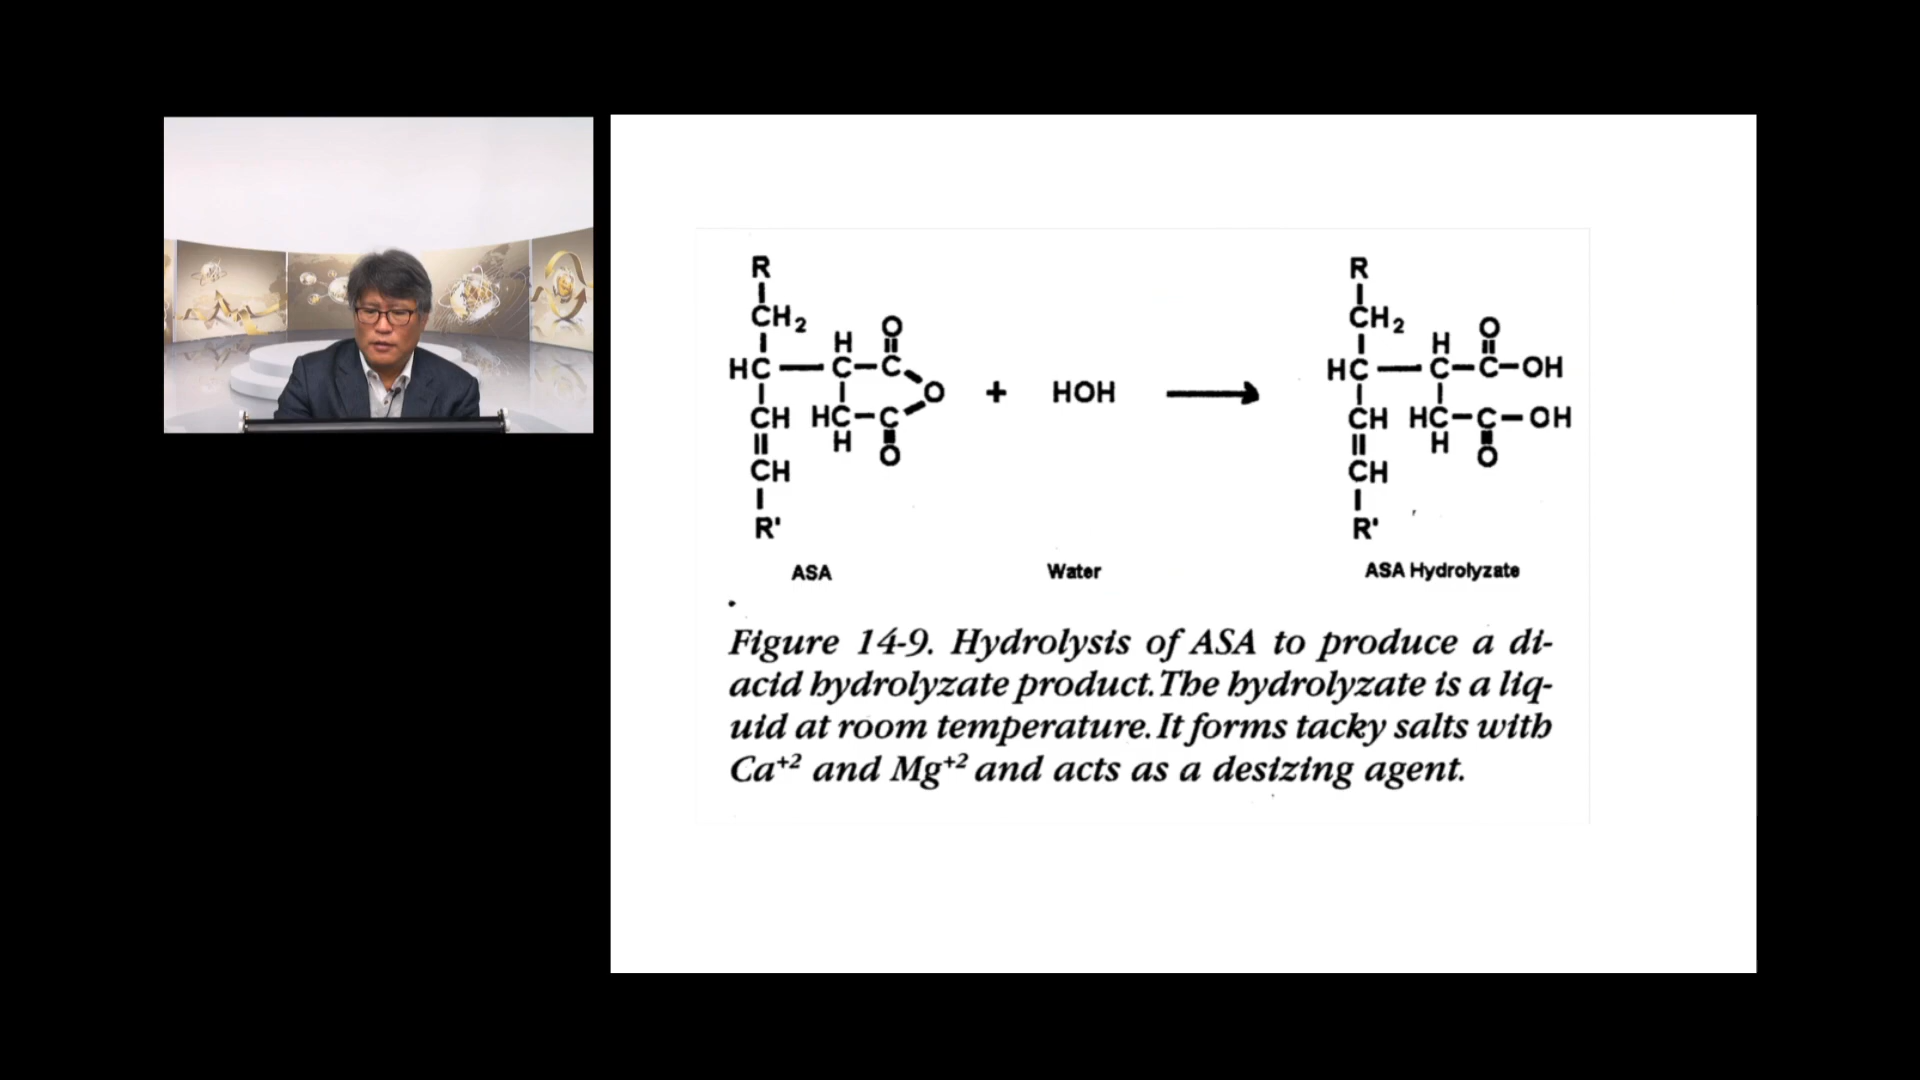 R
CH2
HC — C – C
H
O
O
CH HC – C
H
O
CH
R'
ASA
+
HOH
Water
R
CH2
HC — C – C – OH
H
O
CH HC – C – OH
H
O
CH
R'
ASA Hydrolyzate
Figure 14-9. Hydrolysis of ASA to produce a di-
acid hydrolyzate product. The hydrolyzate is a liq-
uid at room temperature. It forms tacky salts with
Ca+2 and Mg+2 and acts as a desizing agent.